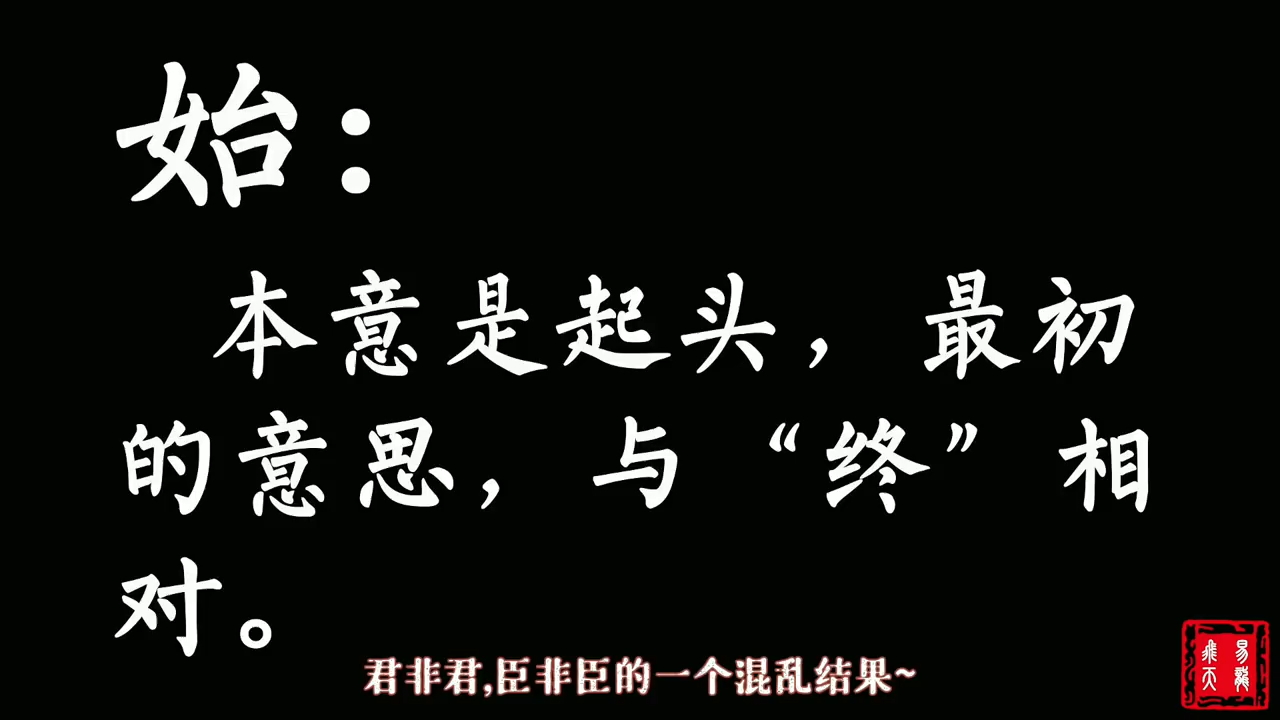 始：
本意是起头，最初
的意思，与“终”相
对。
君非君,臣非臣的一个混乱结果~